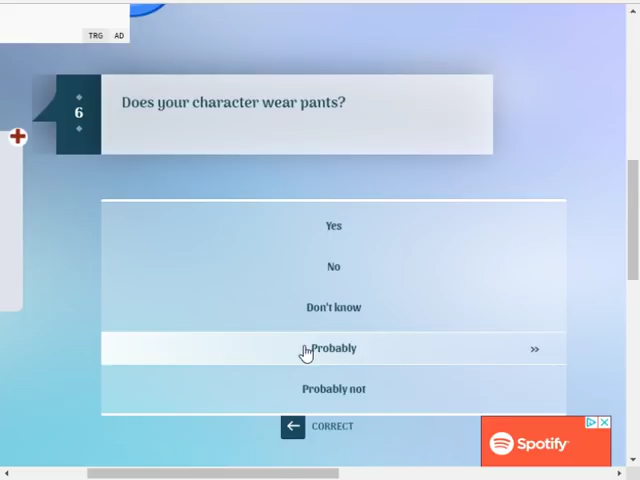 TRG AD
6
Does your character wear pants?
Yes
No
Don't know
Probably
Probably not
CORRECT
Spotify